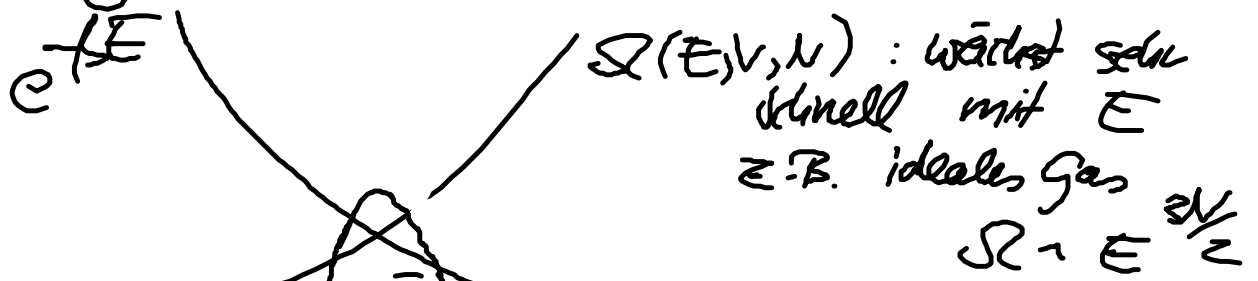 e^{-βE}
Ω(E,V,N) : wächst sehr
schnell mit E
z.B. ideales Gas
Ω ~ E^{3N/2}